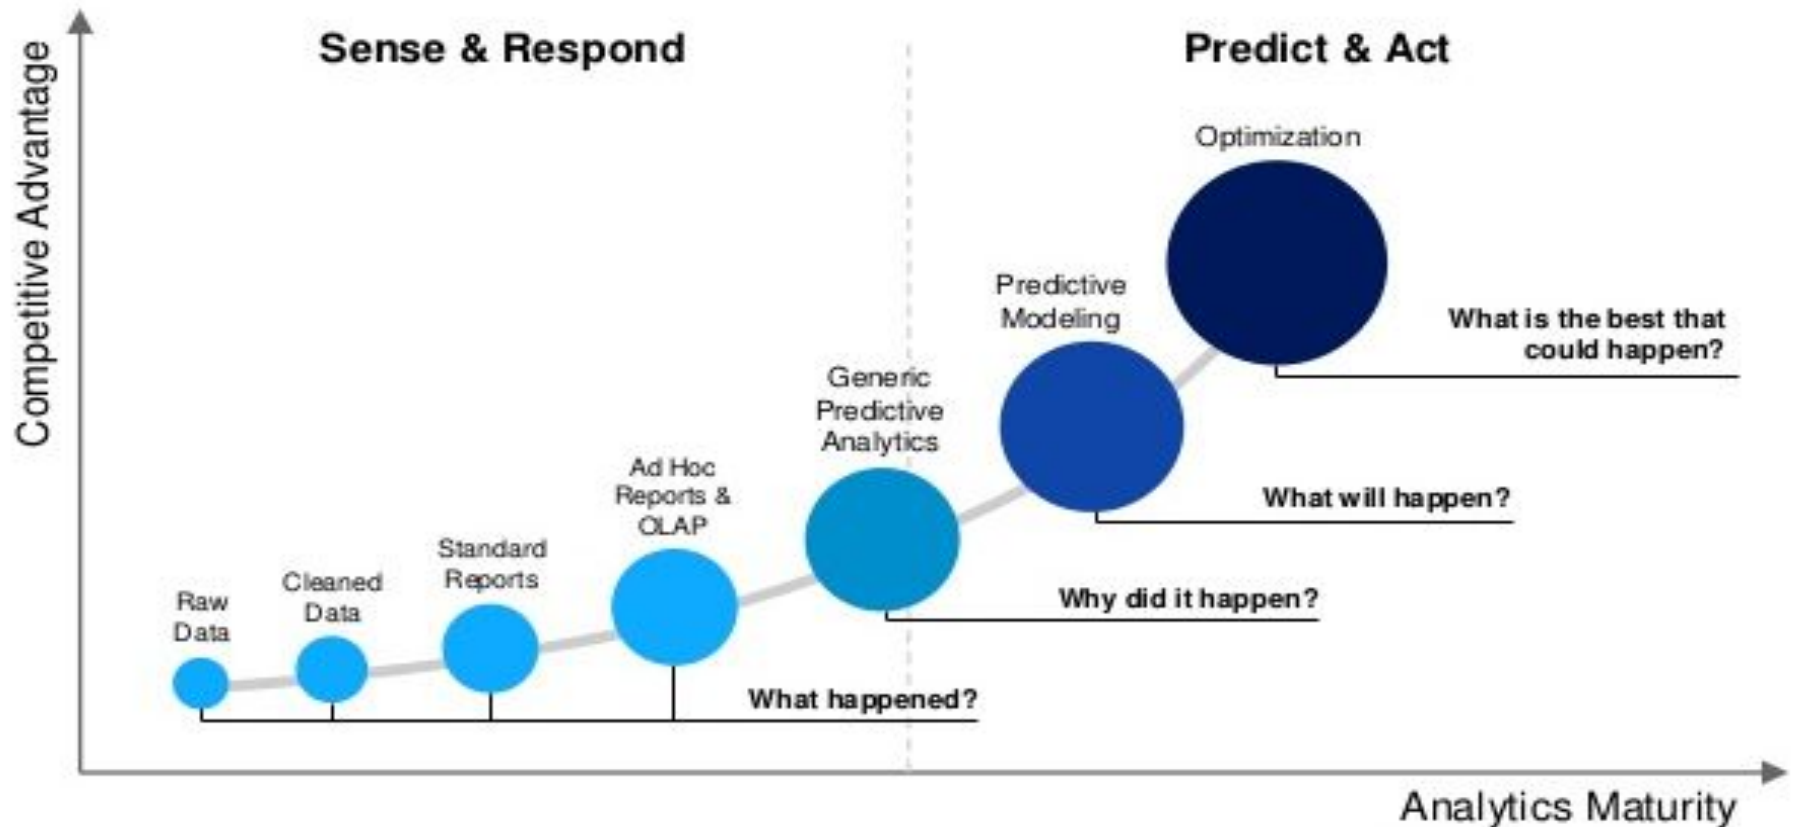 Sense & Respond
Predict & Act
Competitive Advantage
Optimization
Predictive
Modeling
What is the best that
could happen?
Generic
Predictive
Analytics
Ad Hoc
Reports &
OLAP
What will happen?
Standard
Reports
Cleaned
Data
Raw
Data
Why did it happen?
What happened?
Analytics Maturity